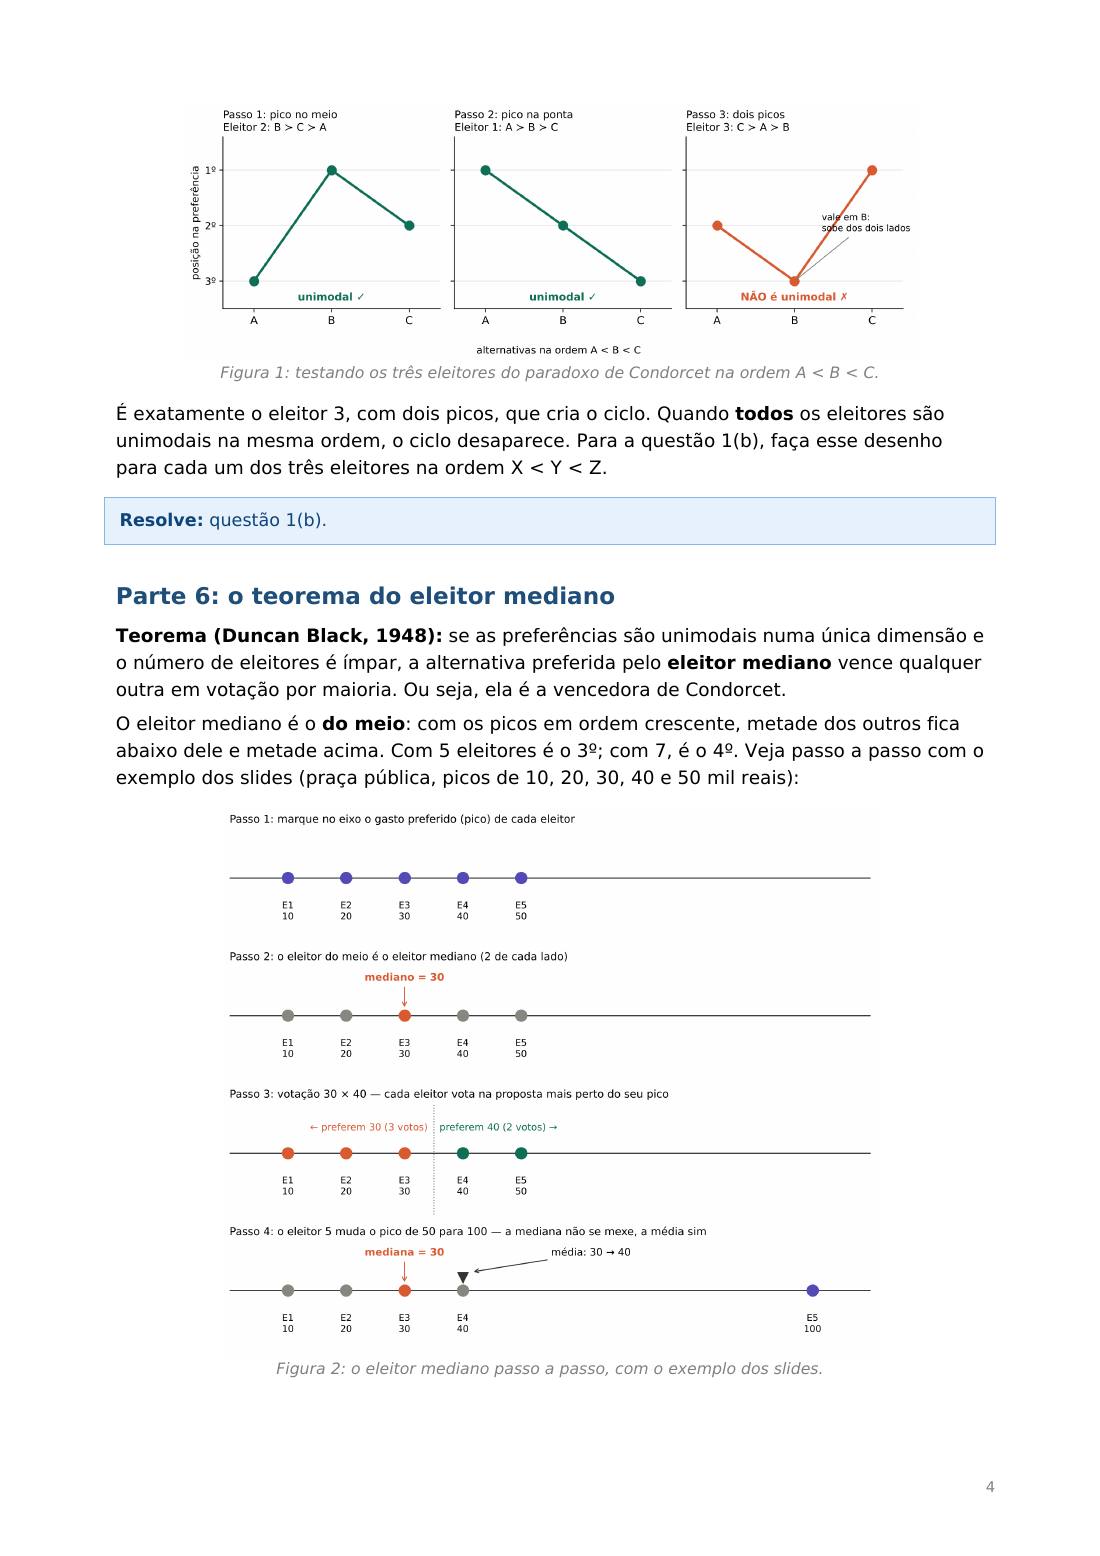 Passo 1: pico no meio
Eleitor 2: B ≻ C ≻ A
Passo 2: pico na ponta
Eleitor 1: A ≻ B ≻ C
Passo 3: dois picos
Eleitor 3: C ≻ A ≻ B
posição na preferência
1º
2º
3º
vale em B:
sobe dos dois lados
unimodal ✓
unimodal ✓
NÃO é unimodal ✗
A B C
A B C
A B C
alternativas na ordem A < B < C
Figura 1: testando os três eleitores do paradoxo de Condorcet na ordem A < B < C.
É exatamente o eleitor 3, com dois picos, que cria o ciclo. Quando todos os eleitores são
unimodais na mesma ordem, o ciclo desaparece. Para a questão 1(b), faça esse desenho
para cada um dos três eleitores na ordem X < Y < Z.
Resolve: questão 1(b).
Parte 6: o teorema do eleitor mediano
Teorema (Duncan Black, 1948): se as preferências são unimodais numa única dimensão e
o número de eleitores é ímpar, a alternativa preferida pelo eleitor mediano vence qualquer
outra em votação por maioria. Ou seja, ela é a vencedora de Condorcet.
O eleitor mediano é o do meio: com os picos em ordem crescente, metade dos outros fica
abaixo dele e metade acima. Com 5 eleitores é o 3º; com 7, é o 4º. Veja passo a passo com o
exemplo dos slides (praça pública, picos de 10, 20, 30, 40 e 50 mil reais):
Passo 1: marque no eixo o gasto preferido (pico) de cada eleitor
E1 E2 E3 E4 E5
10 20 30 40 50
Passo 2: o eleitor do meio é o eleitor mediano (2 de cada lado)
mediano = 30
E1 E2 E3 E4 E5
10 20 30 40 50
Passo 3: votação 30 × 40 — cada eleitor vota na proposta mais perto do seu pico
← preferem 30 (3 votos) preferem 40 (2 votos) →
E1 E2 E3 E4 E5
10 20 30 40 50
Passo 4: o eleitor 5 muda o pico de 50 para 100 — a mediana não se mexe, a média sim
mediana = 30 média: 30 → 40
E1 E2 E3 E4 E5
10 20 30 40 100
Figura 2: o eleitor mediano passo a passo, com o exemplo dos slides.
4